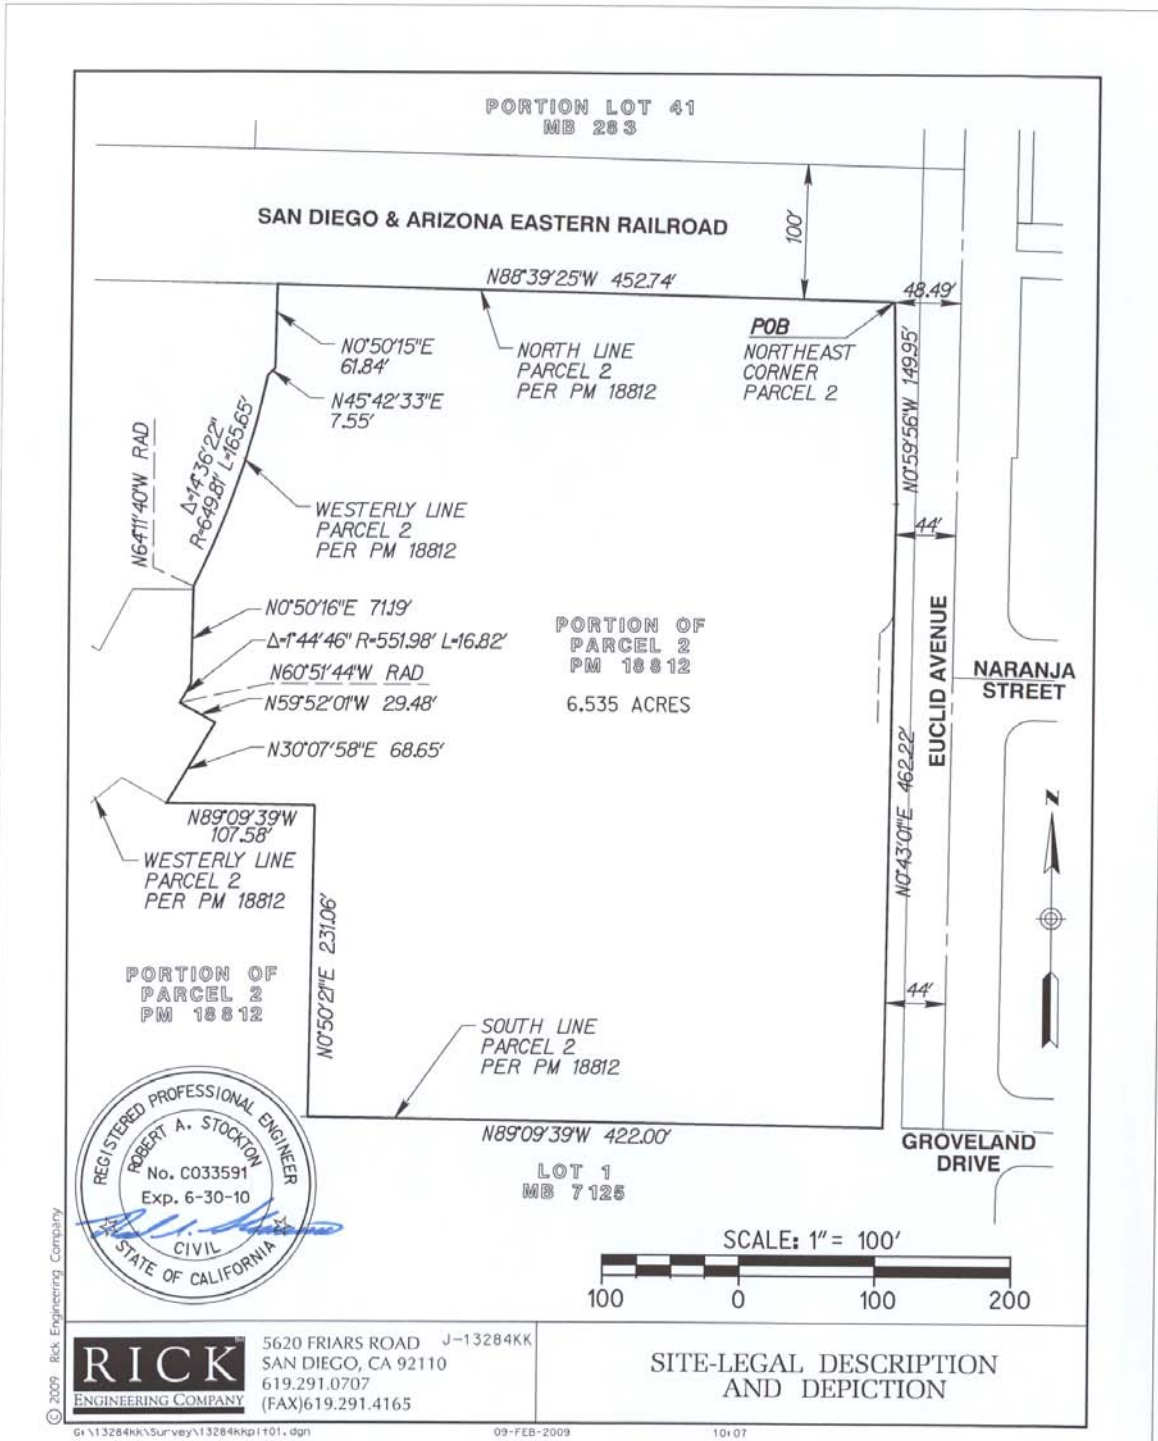 PORTION LOT 41
MB 283
SAN DIEGO & ARIZONA EASTERN RAILROAD
100'
N88°39'25"W 452.74'
48.49'
POB
NORTHEAST
CORNER
PARCEL 2
N0°50'15"E
61.84'
NORTH LINE
PARCEL 2
PER PM 18812
N45°42'33"E
7.55'
N0°59'56"W 149.95'
N64°11'40"W RAD
Δ=14°36'22"
R=649.81' L=165.65'
WESTERLY LINE
PARCEL 2
PER PM 18812
44'
N0°50'16"E 71.19'
Δ=1°44'46" R=551.98' L=16.82'
N60°51'44"W RAD
N59°52'01"W 29.48'
N30°07'58"E 68.65'
PORTION OF
PARCEL 2
PM 18812
6.535 ACRES
EUCLID AVENUE
NARANJA
STREET
N0°43'01"E 462.22'
N
N89°09'39"W
107.58'
WESTERLY LINE
PARCEL 2
PER PM 18812
N0°50'21"E 231.06'
PORTION OF
PARCEL 2
PM 18812
44'
SOUTH LINE
PARCEL 2
PER PM 18812
N89°09'39"W 422.00'
GROVELAND
DRIVE
LOT 1
MB 7125
REGISTERED PROFESSIONAL ENGINEER
ROBERT A. STOCKTON
No. C033591
Exp. 6-30-10
CIVIL
STATE OF CALIFORNIA
SCALE: 1" = 100'
100 0 100 200
© 2009 Rick Engineering Company
RICK
ENGINEERING COMPANY
5620 FRIARS ROAD J-13284KK
SAN DIEGO, CA 92110
619.291.0707
(FAX)619.291.4165
SITE-LEGAL DESCRIPTION
AND DEPICTION
G:\13284KK\Survey\13284KKplt01.dgn 09-FEB-2009 10:07